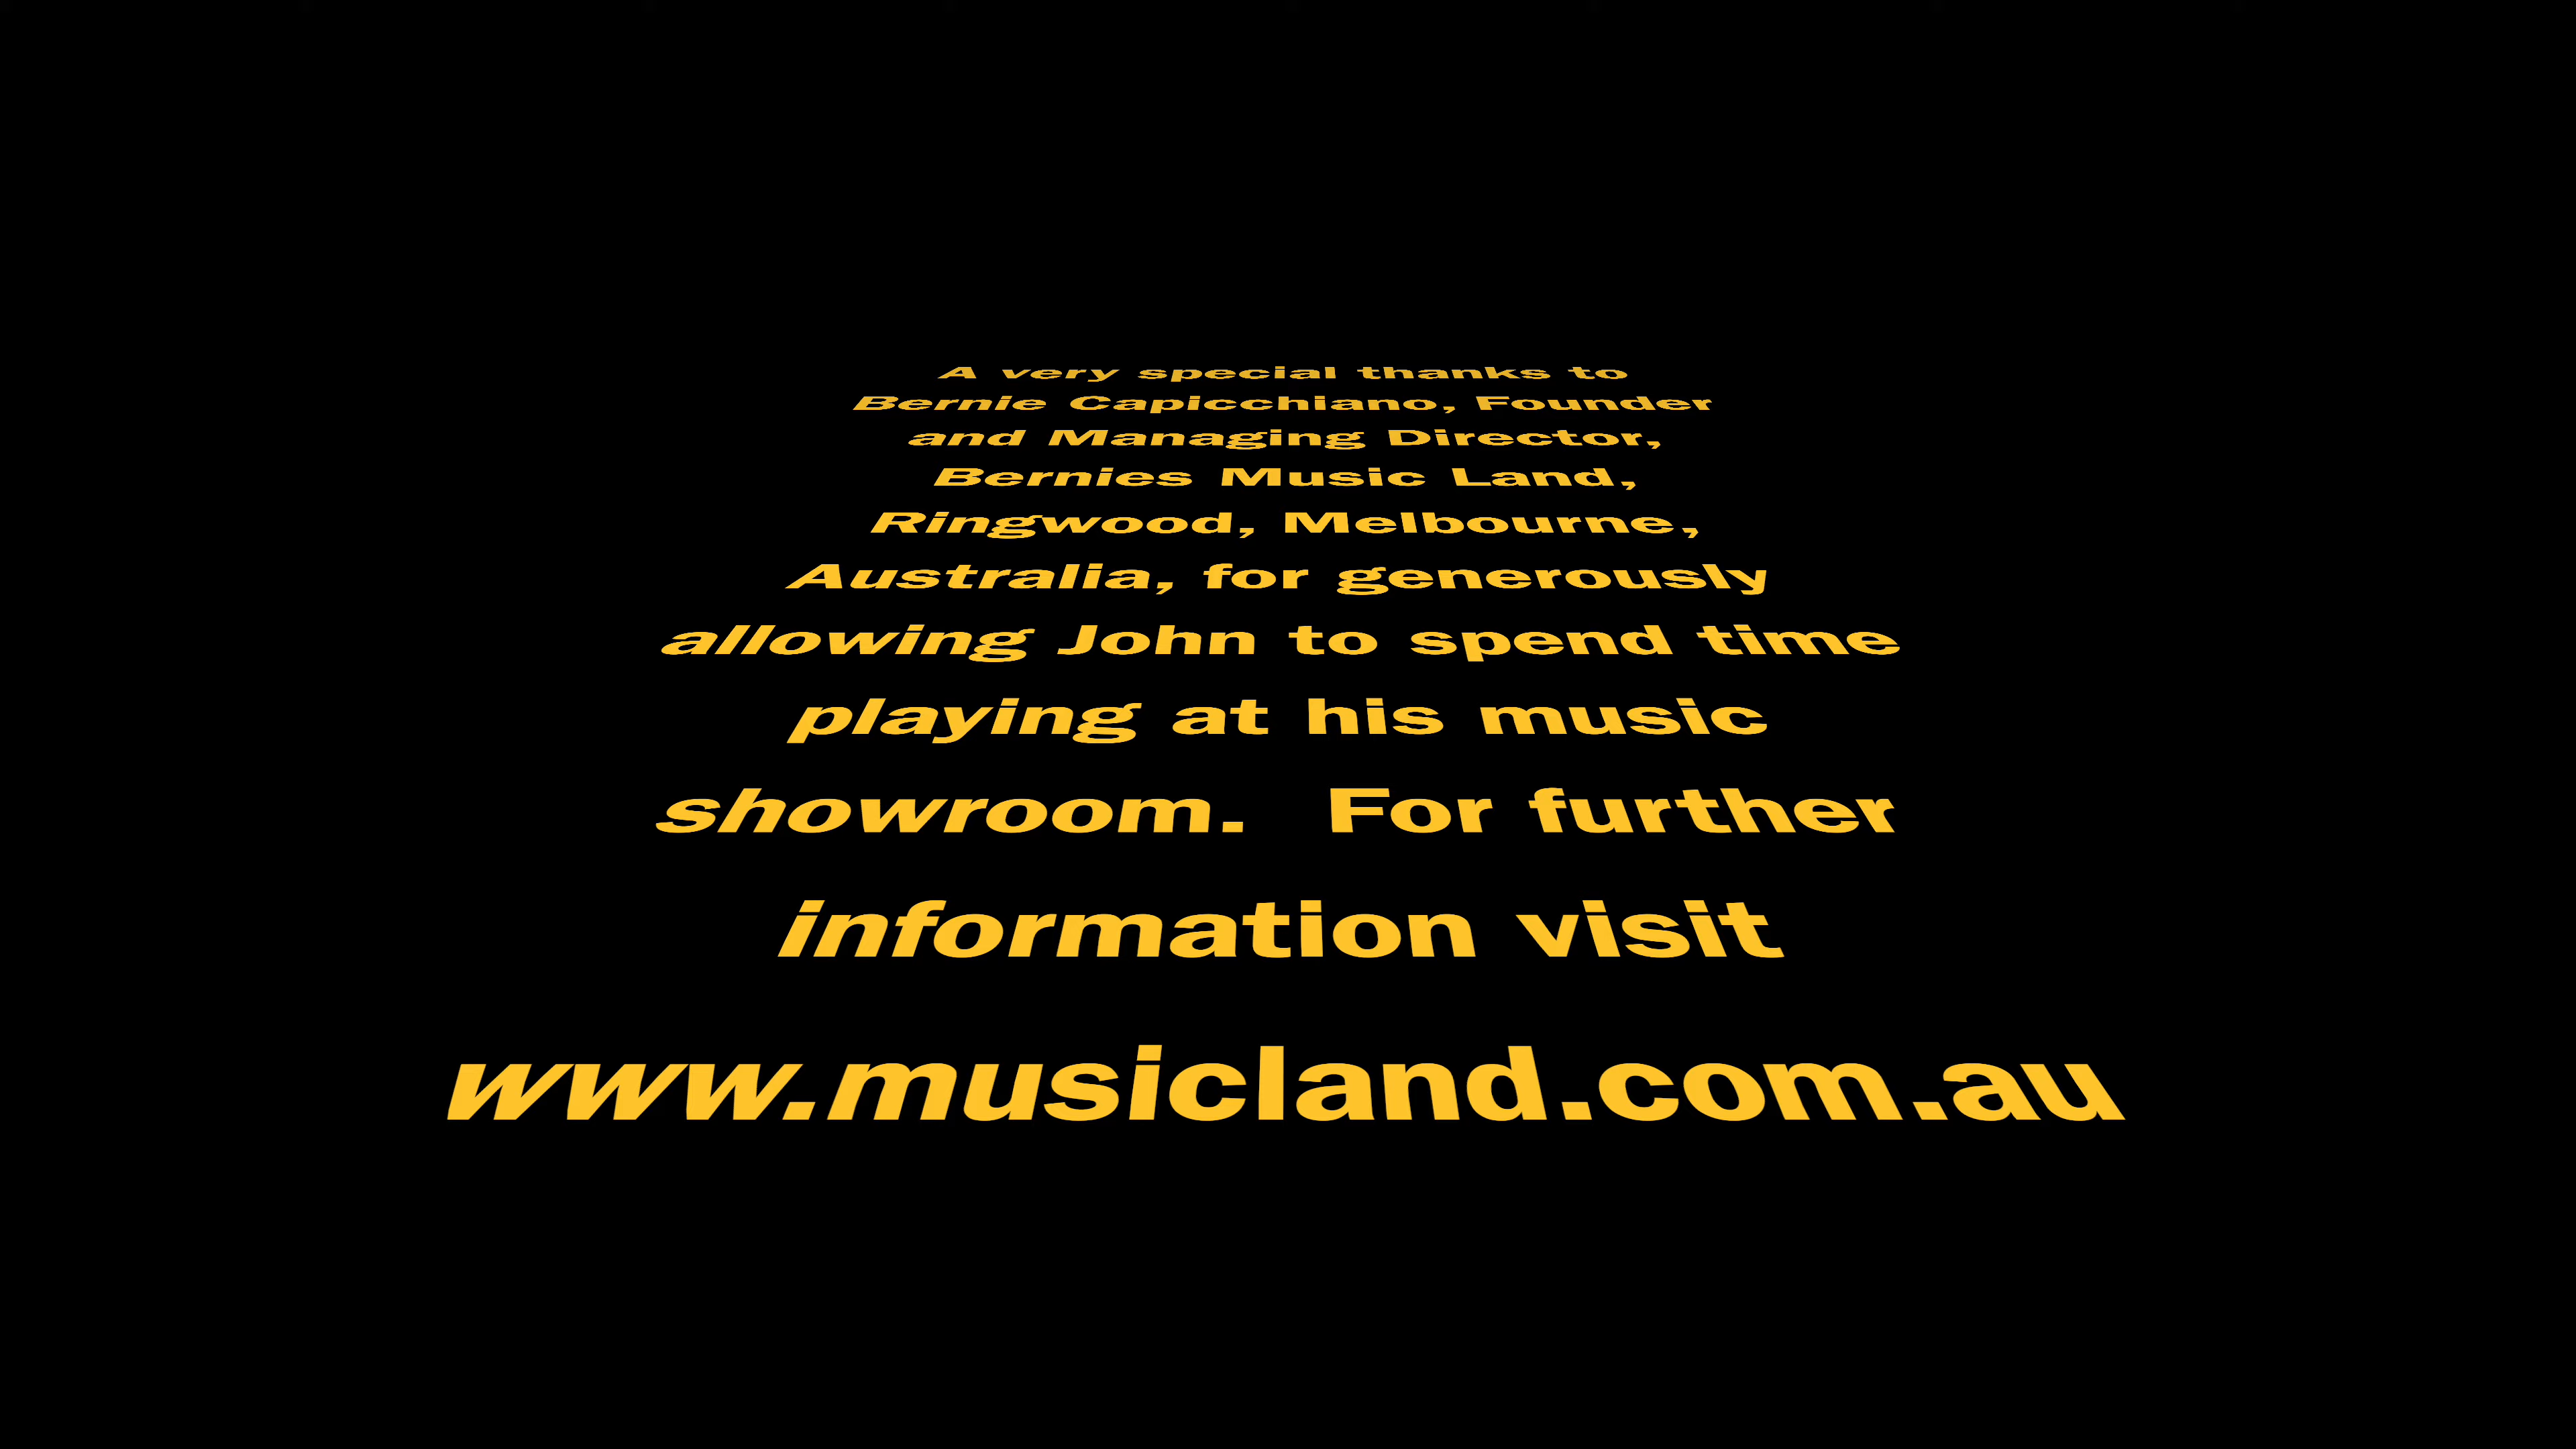 A very special thanks to
Bernie Capicchiano, Founder
and Managing Director,
Bernies Music Land,
Ringwood, Melbourne,
Australia, for generously
allowing John to spend time
playing at his music
showroom.  For further
information visit
www.musicland.com.au